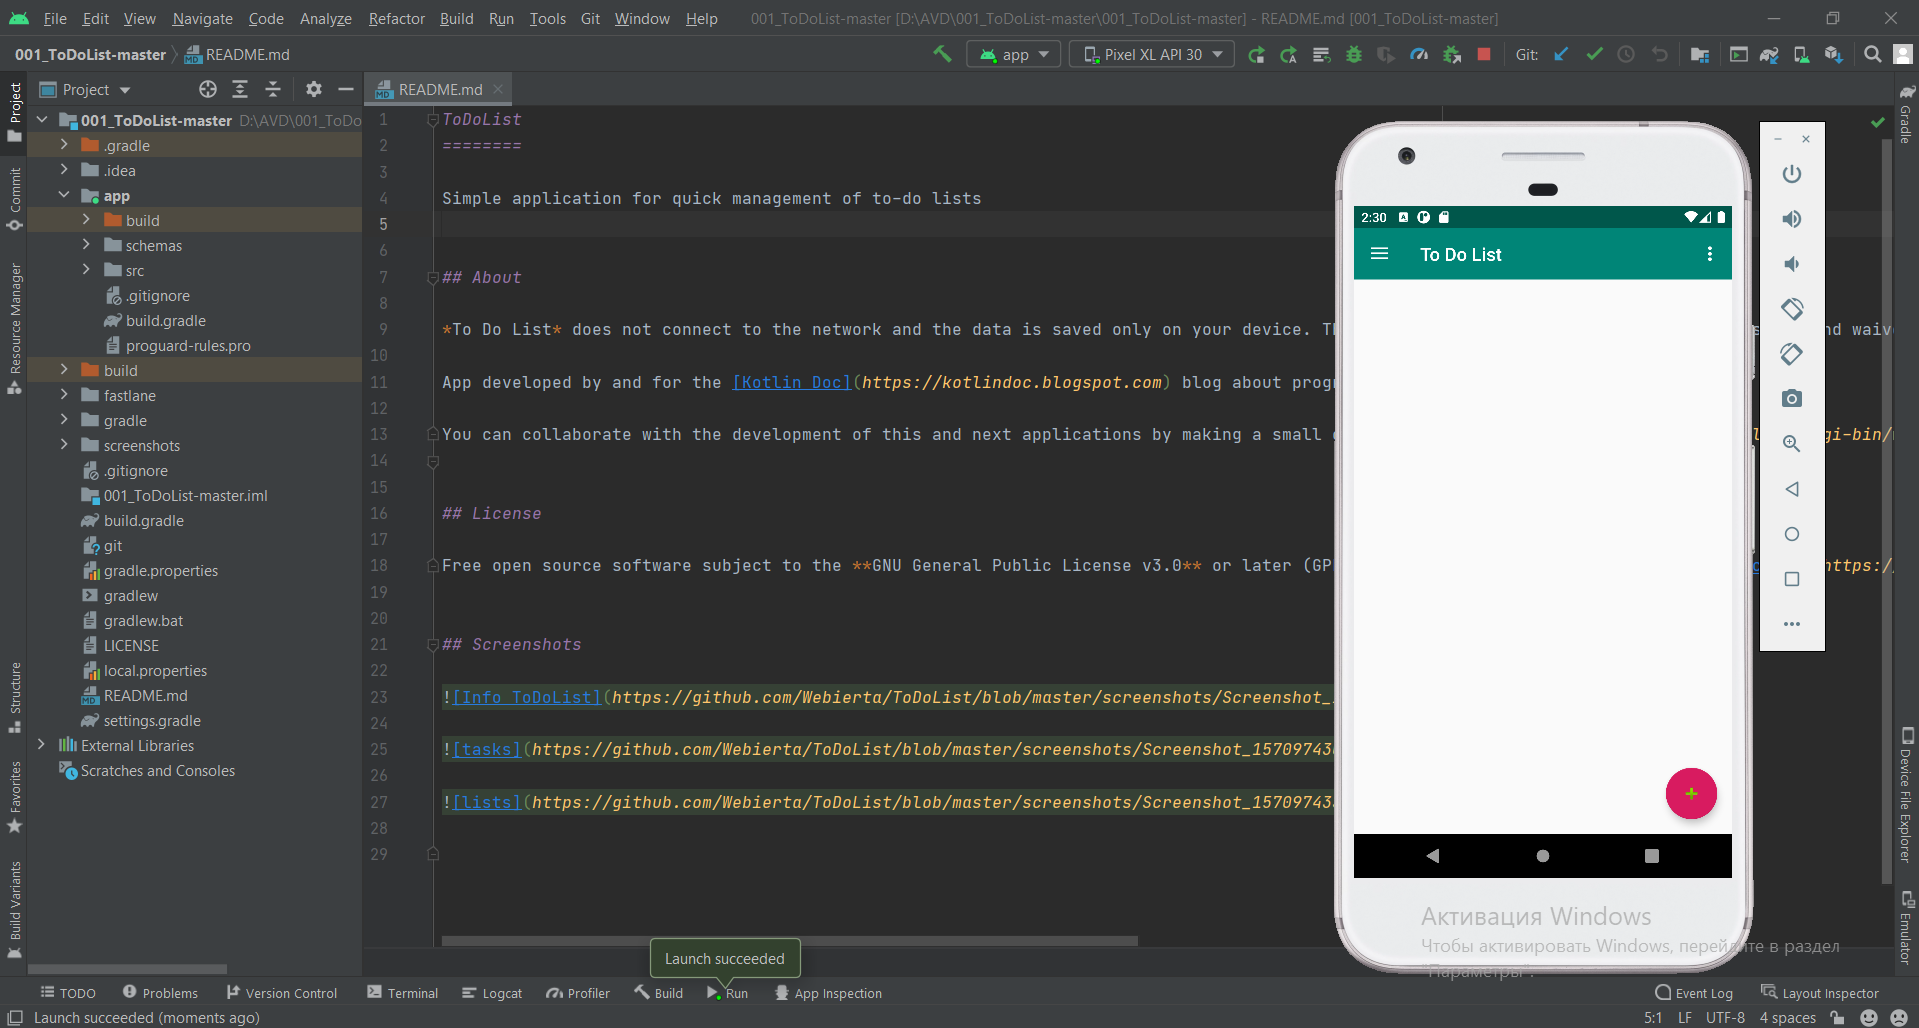 File Edit View Navigate Code Analyze Refactor Build Run Tools Git Window Help 001_ToDoList-master [D:\AVD\001_ToDoList-master\001_ToDoList-master] - README.md [001_ToDoList-master]
001_ToDoList-master README.md app Pixel XL API 30 Git:
Project
README.md
Project
Commit
Resource Manager
Structure
Favorites
Build Variants
001_ToDoList-master D:\AVD\001_ToDo
.gradle
.idea
app
build
schemas
src
.gitignore
build.gradle
proguard-rules.pro
build
fastlane
gradle
screenshots
.gitignore
001_ToDoList-master.iml
build.gradle
git
gradle.properties
gradlew
gradlew.bat
LICENSE
local.properties
README.md
settings.gradle
External Libraries
Scratches and Consoles
1 ToDoList
2 ========
3
4 Simple application for quick management of to-do lists
5
6
7 ## About
8
9 *To Do List* does not connect to the network and the data is saved only on your device. nd waiv
10
11 App developed by and for the [Kotlin Doc](https://kotlindoc.blogspot.com) blog about prog
12
13 You can collaborate with the development of this and next applications by making a small gi-bin/
14
15
16 ## License
17
18 Free open source software subject to the **GNU General Public License v3.0** or later (GP https:/
19
20
21 ## Screenshots
22
23 ![Info ToDoList](https://github.com/Webierta/ToDoList/blob/master/screenshots/Screenshot_
24
25 ![tasks](https://github.com/Webierta/ToDoList/blob/master/screenshots/Screenshot_15709743
26
27 ![lists](https://github.com/Webierta/ToDoList/blob/master/screenshots/Screenshot_15709743
28
29
2:30
To Do List
+
Активация Windows
Чтобы активировать Windows, перейдите в раздел
"Параметры".
Gradle
Device File Explorer
Emulator
Launch succeeded
TODO Problems Version Control Terminal Logcat Profiler Build Run App Inspection Event Log Layout Inspector
Launch succeeded (moments ago) 5:1 LF UTF-8 4 spaces